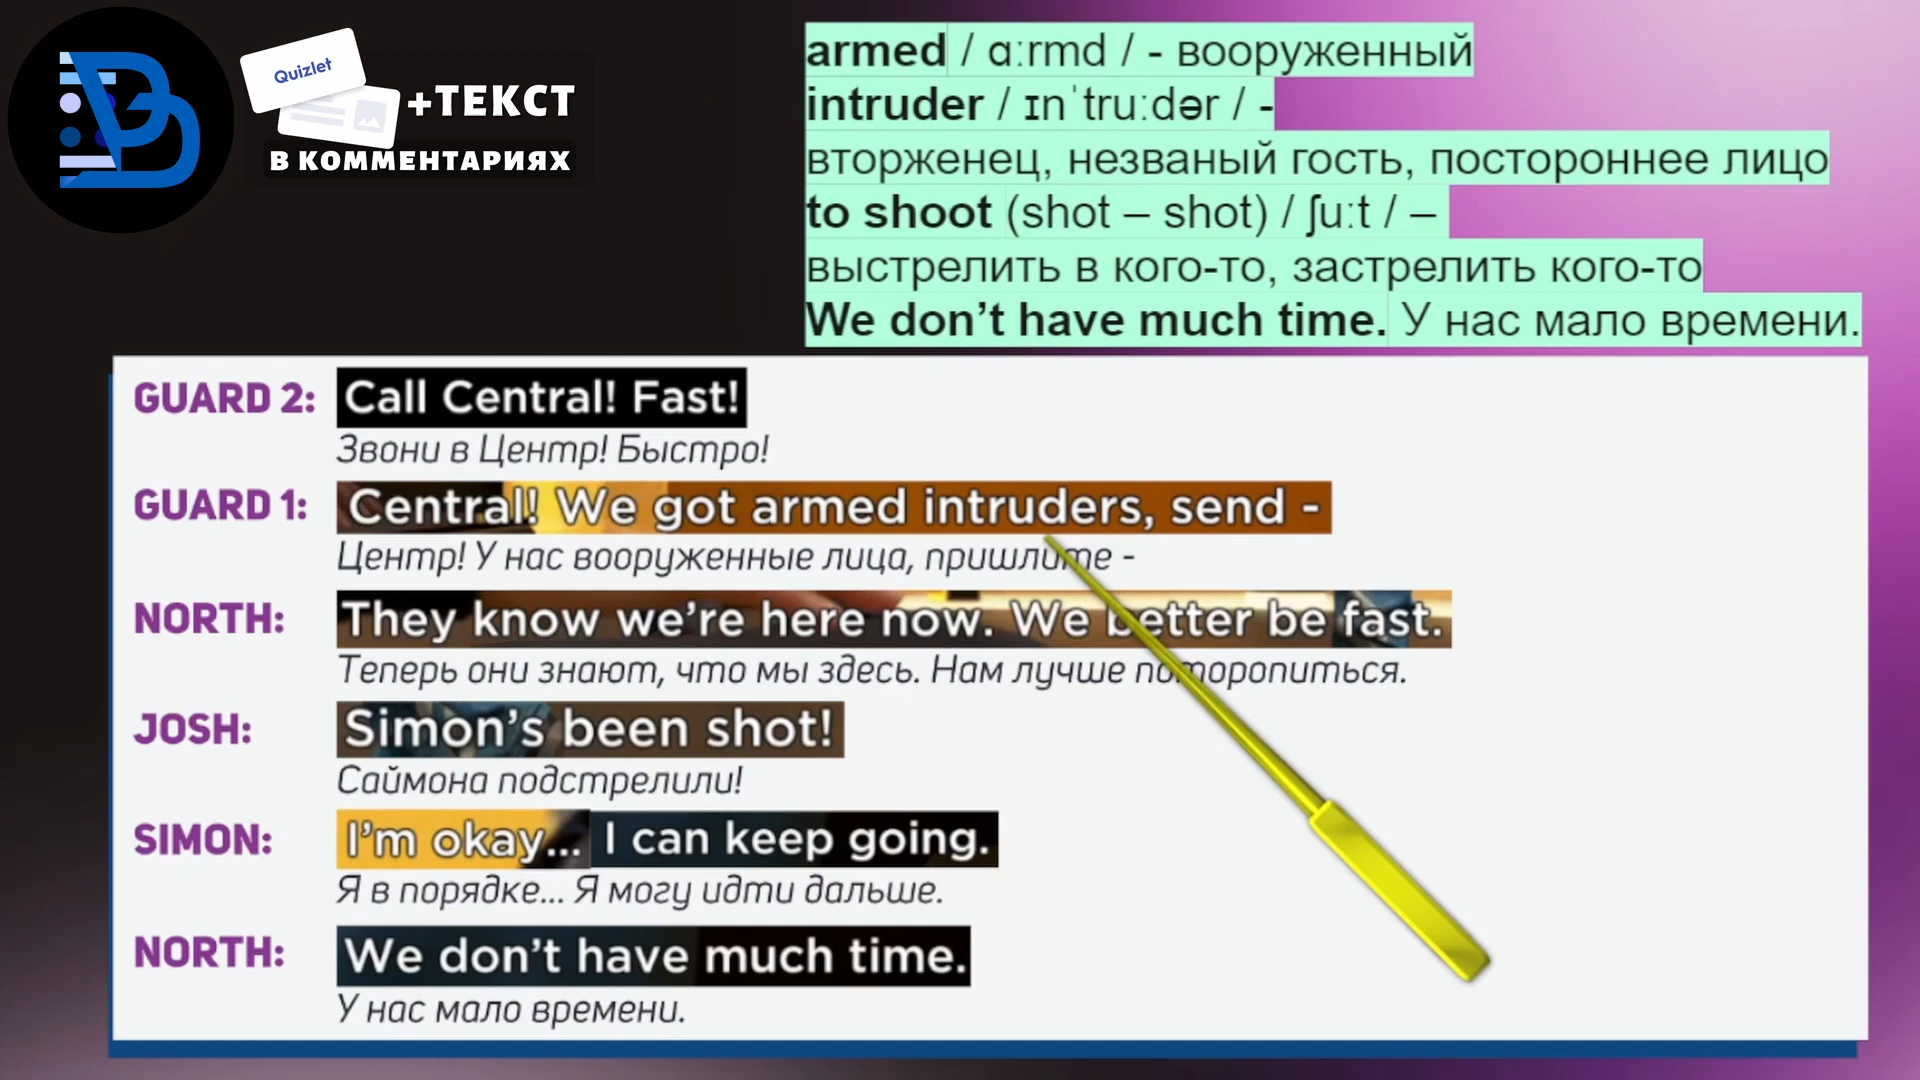 Quizlet
+ТЕКСТ
В КОММЕНТАРИЯХ
armed / ɑːrmd / - вооруженный
intruder / ɪnˈtruːdər / -
вторженец, незваный гость, постороннее лицо
to shoot (shot – shot) / ʃuːt / –
выстрелить в кого-то, застрелить кого-то
We don’t have much time. У нас мало времени.
GUARD 2: Call Central! Fast!
Звони в Центр! Быстро!
GUARD 1: Central! We got armed intruders, send -
Центр! У нас вооруженные лица, пришлите -
NORTH: They know we’re here now. We better be fast.
Теперь они знают, что мы здесь. Нам лучше поторопиться.
JOSH: Simon’s been shot!
Саймона подстрелили!
SIMON: I’m okay... I can keep going.
Я в порядке... Я могу идти дальше.
NORTH: We don’t have much time.
У нас мало времени.